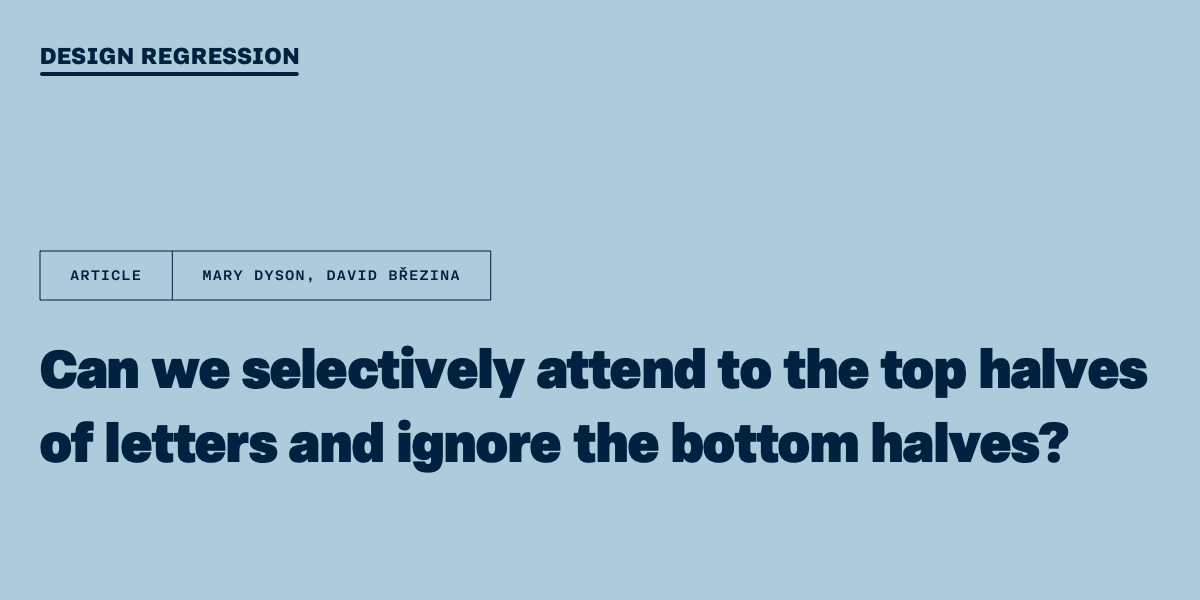 DESIGN REGRESSION
ARTICLE
MARY DYSON, DAVID BŘEZINA
Can we selectively attend to the top halves
of letters and ignore the bottom halves?